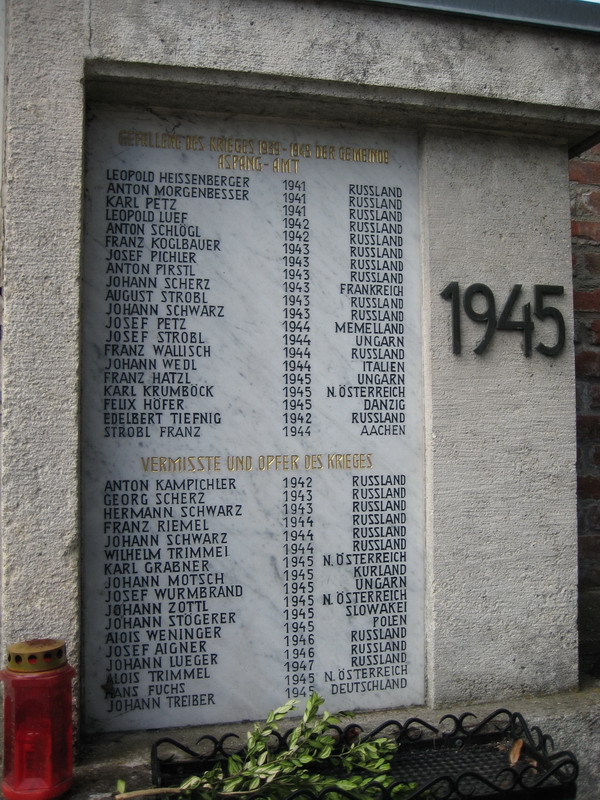 GEFALLENE DES KRIEGES 1939 - 1945 DER GEMEINDE
ASPANG - AMT
LEOPOLD HEISSENBERGER 1941 RUSSLAND
ANTON MORGENBESSER 1941 RUSSLAND
KARL PETZ 1941 RUSSLAND
LEOPOLD LUEF 1942 RUSSLAND
ANTON SCHLÖGL 1942 RUSSLAND
FRANZ KOGLBAUER 1943 RUSSLAND
JOSEF PICHLER 1943 RUSSLAND
ANTON PIRSTL 1943 RUSSLAND
JOHANN SCHERZ 1943 FRANKREICH
AUGUST STROBL 1943 RUSSLAND
JOHANN SCHWARZ 1943 RUSSLAND
JOSEF PETZ 1944 MEMELLAND
JOSEF STROBL 1944 UNGARN
FRANZ WALLISCH 1944 RUSSLAND
JOHANN WEDL 1944 ITALIEN
FRANZ HATZL 1945 UNGARN
KARL KRUMBÖCK 1945 N.ÖSTERREICH
FELIX HÖFER 1945 DANZIG
EDELBERT TIEFNIG 1942 RUSSLAND
STROBL FRANZ 1944 AACHEN
VERMISSTE UND OPFER DES KRIEGES
ANTON KAMPICHLER 1942 RUSSLAND
GEORG SCHERZ 1943 RUSSLAND
HERMANN SCHWARZ 1943 RUSSLAND
FRANZ RIEMEL 1944 RUSSLAND
JOHANN SCHWARZ 1944 RUSSLAND
WILHELM TRIMMEL 1944 RUSSLAND
KARL GRABNER 1945 N.ÖSTERREICH
JOHANN MOTSCH 1945 KURLAND
JOSEF WURMBRAND 1945 UNGARN
JOHANN ZOTTL 1945 N.ÖSTERREICH
JOHANN STÖGERER 1945 SLOWAKEI
ALOIS WENINGER 1945 POLEN
JOSEF AIGNER 1946 RUSSLAND
JOHANN LUEGER 1946 RUSSLAND
ALOIS TRIMMEL 1947 RUSSLAND
HANS FUCHS 1945 N.ÖSTERREICH
JOHANN TREIBER 1945 DEUTSCHLAND
1945